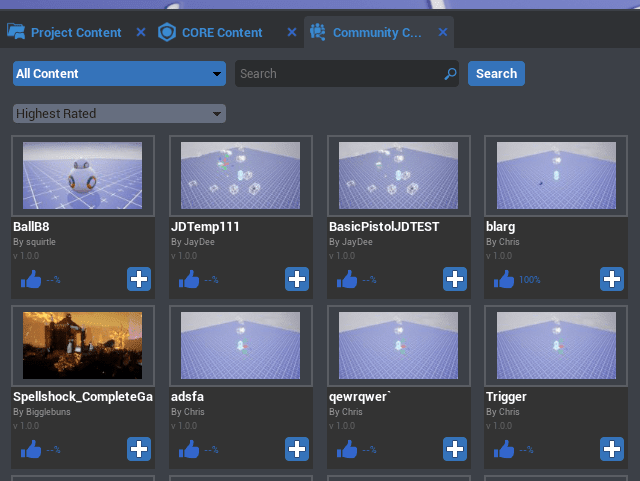 Project Content
CORE Content
Community C...
All Content
Search
Search
Highest Rated
BallB8
By squirtle
v 1.0.0
--%
JDTemp111
By JayDee
v 1.0.0
--%
BasicPistolJDTEST
By JayDee
v 1.0.0
--%
blarg
By Chris
v 1.0.0
100%
Spellshock_CompleteGa
By Bigglebuns
v 1.0.0
--%
adsfa
By Chris
v 1.0.0
--%
qewrqwer`
By Chris
v 1.0.0
--%
Trigger
By Chris
v 1.0.0
--%